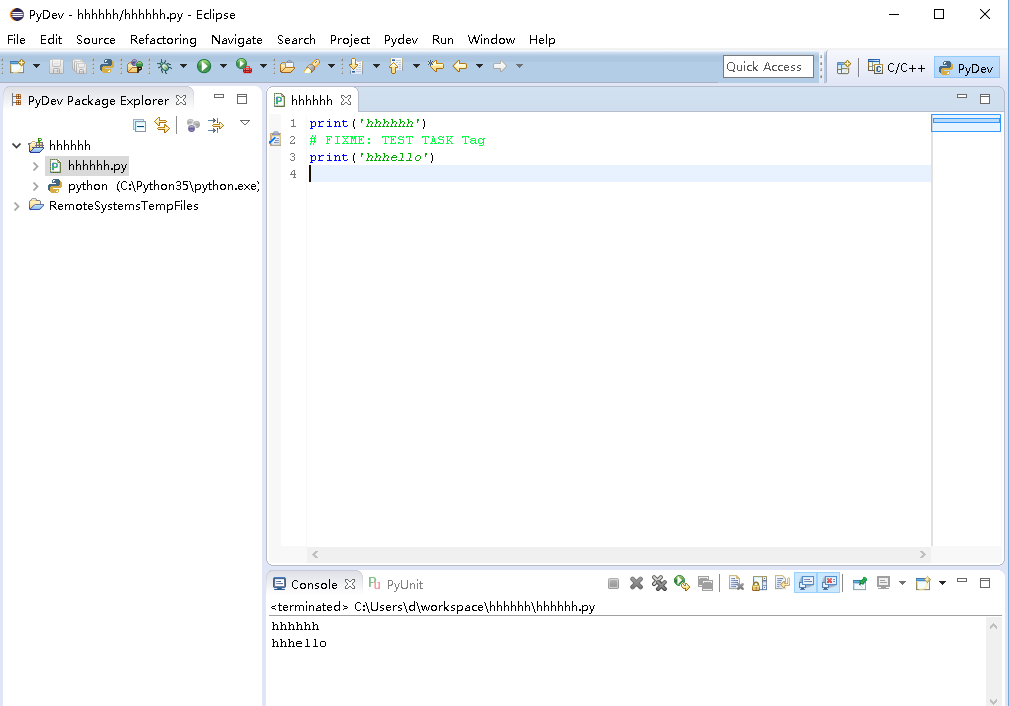 PyDev - hhhhhh/hhhhhh.py - Eclipse
File Edit Source Refactoring Navigate Search Project Pydev Run Window Help
Quick Access
C/C++
PyDev
PyDev Package Explorer
hhhhhh
hhhhhh.py
python (C:\Python35\python.exe)
RemoteSystemsTempFiles
hhhhhh
1 print('hhhhhh')
2 # FIXME: TEST TASK Tag
3 print('hhhello')
4
Console PyUnit
<terminated> C:\Users\d\workspace\hhhhhh\hhhhhh.py
hhhhhh
hhhello